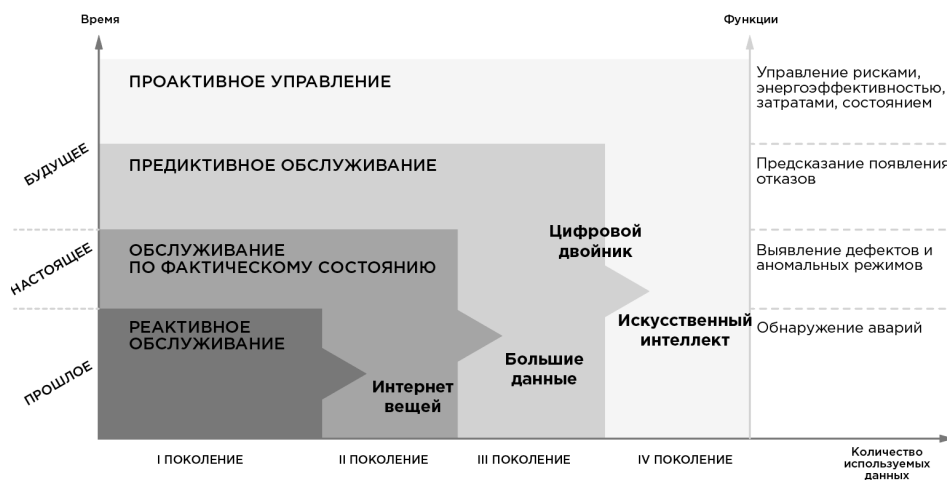 Время
Функции
ПРОАКТИВНОЕ УПРАВЛЕНИЕ
Управление рисками,
энергоэффективностью,
затратами, состоянием
БУДУЩЕЕ
ПРЕДИКТИВНОЕ ОБСЛУЖИВАНИЕ
Предсказание появления
отказов
НАСТОЯЩЕЕ
ОБСЛУЖИВАНИЕ
ПО ФАКТИЧЕСКОМУ СОСТОЯНИЮ
Цифровой
двойник
Выявление дефектов и
аномальных режимов
ПРОШЛОЕ
РЕАКТИВНОЕ
ОБСЛУЖИВАНИЕ
Интернет
вещей
Большие
данные
Искусственный
интеллект
Обнаружение аварий
I ПОКОЛЕНИЕ
II ПОКОЛЕНИЕ
III ПОКОЛЕНИЕ
IV ПОКОЛЕНИЕ
Количество
используемых
данных